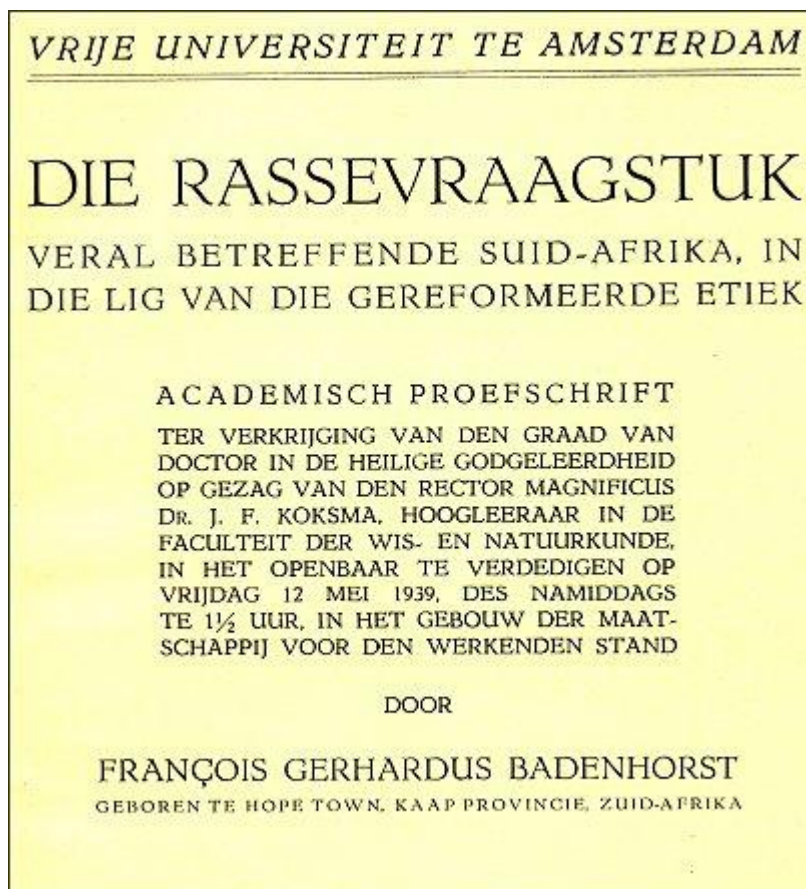 VRIJE UNIVERSITEIT TE AMSTERDAM
DIE RASSEVRAAGSTUK
VERAL BETREFFENDE SUID-AFRIKA, IN
DIE LIG VAN DIE GEREFORMEERDE ETIEK
ACADEMISCH PROEFSCHRIFT
TER VERKRIJGING VAN DEN GRAAD VAN
DOCTOR IN DE HEILIGE GODGELEERDHEID
OP GEZAG VAN DEN RECTOR MAGNIFICUS
DR. J. F. KOKSMA, HOOGLEERAAR IN DE
FACULTEIT DER WIS- EN NATUURKUNDE,
IN HET OPENBAAR TE VERDEDIGEN OP
VRIJDAG 12 MEI 1939, DES NAMIDDAGS
TE 1½ UUR, IN HET GEBOUW DER MAAT-
SCHAPPIJ VOOR DEN WERKENDEN STAND
DOOR
FRANÇOIS GERHARDUS BADENHORST
GEBOREN TE HOPE TOWN, KAAP PROVINCIE, ZUID-AFRIKA